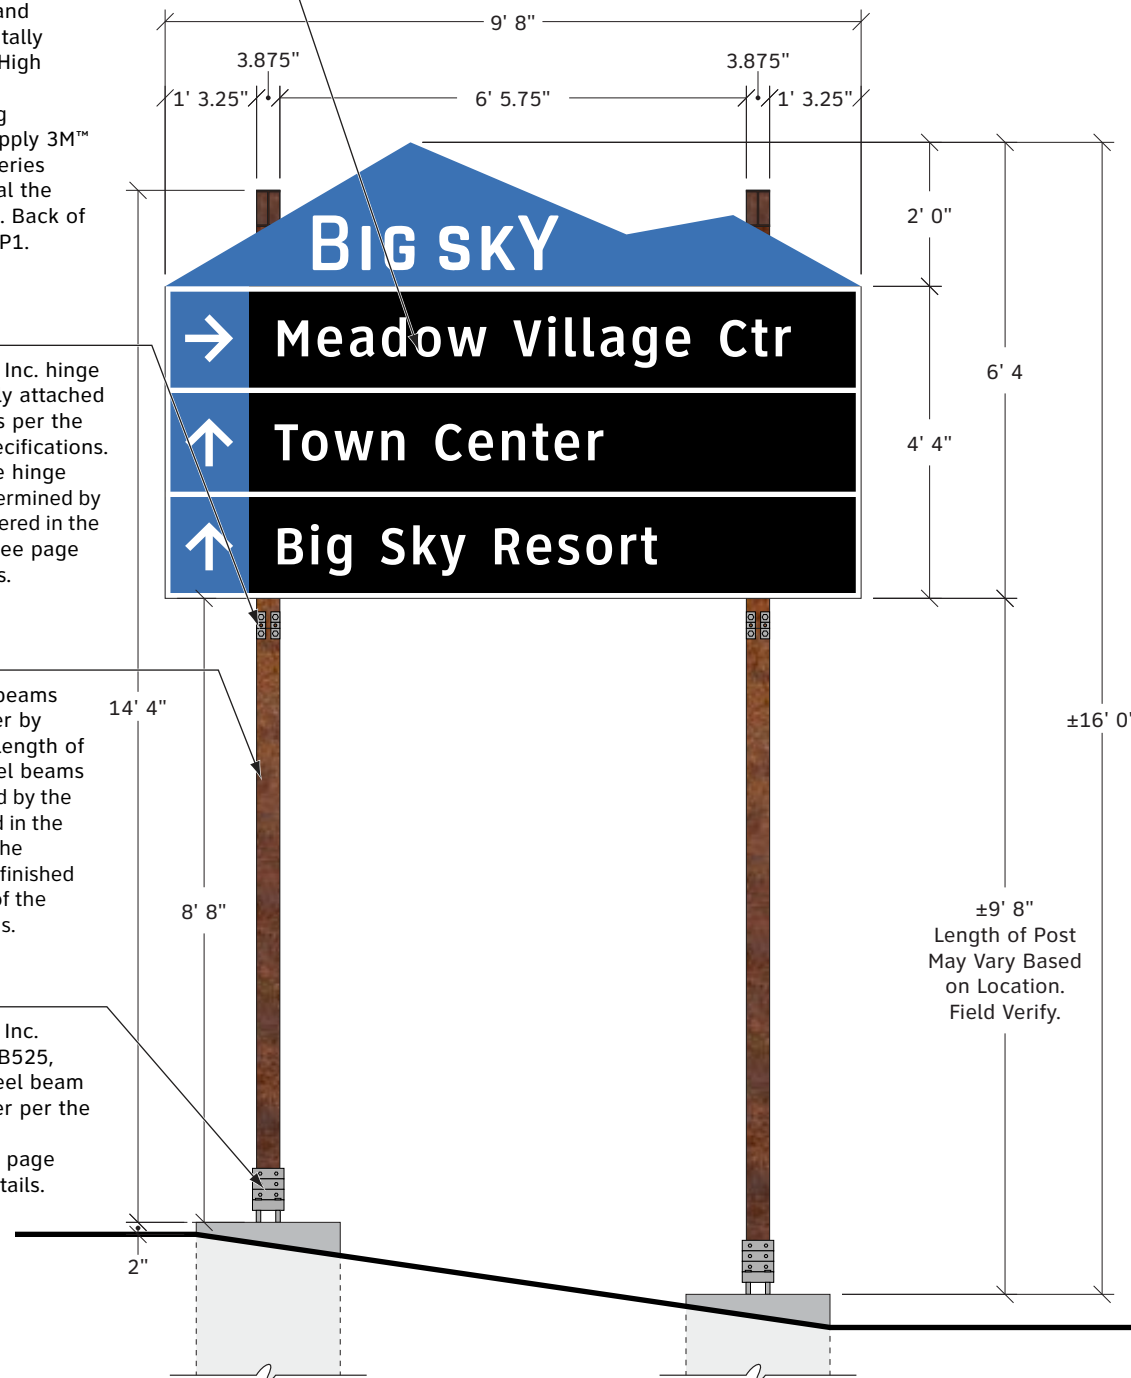 and
tally
High
g
pply 3M™
eries
al the
. Back of
P1.
9' 8"
3.875"
3.875"
1' 3.25"
6' 5.75"
1' 3.25"
2' 0"
BIG SKY
Meadow Village Ctr
Town Center
Big Sky Resort
6' 4
4' 4"
Inc. hinge
ly attached
s per the
ecifications.
e hinge
termined by
ered in the
ee page
s.
beams
er by
length of
el beams
d by the
d in the
he
finished
of the
s.
14' 4"
±16' 0"
8' 8"
±9' 8"
Length of Post
May Vary Based
on Location.
Field Verify.
Inc.
B525,
eel beam
er per the
page
tails.
2"